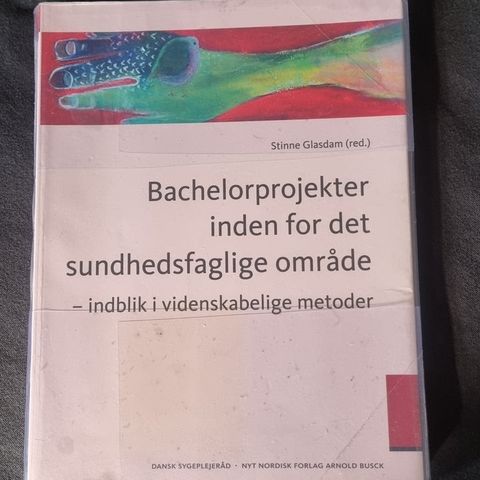 Stinne Glasdam (red.)
Bachelorprojekter
inden for det
sundhedsfaglige område
– indblik i videnskabelige metoder
DANSK SYGEPLEJERÅD · NYT NORDISK FORLAG ARNOLD BUSCK